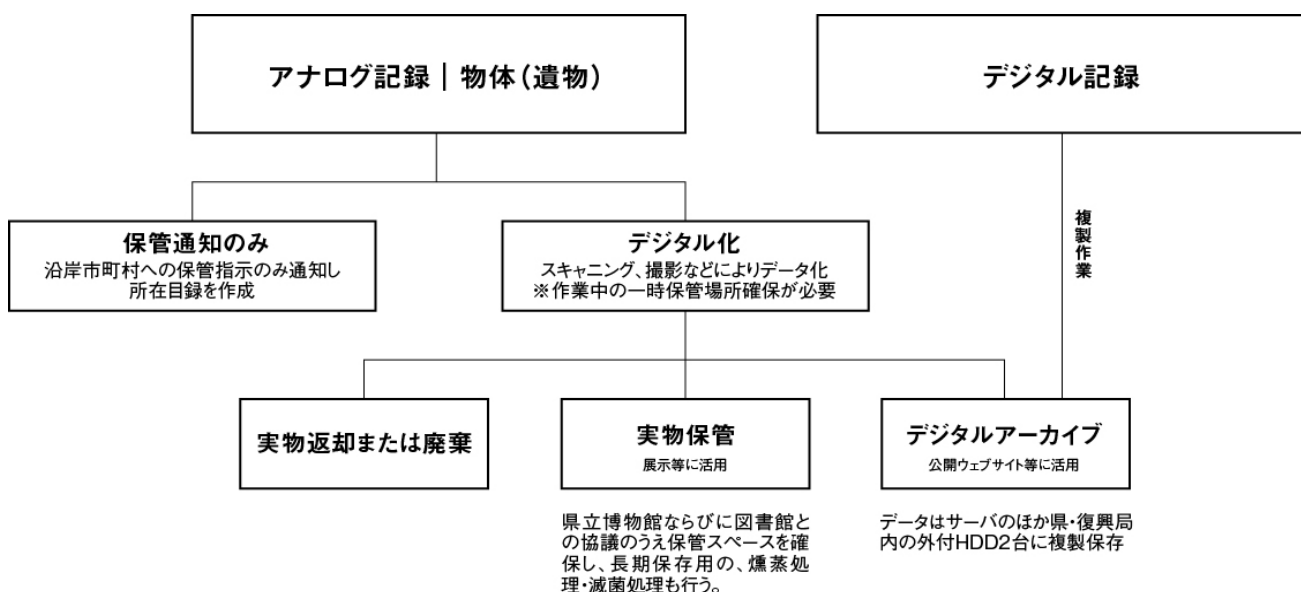 アナログ記録｜物体（遺物）
デジタル記録
複製作業
保管通知のみ
沿岸市町村への保管指示のみ通知し
所在目録を作成
デジタル化
スキャニング、撮影などによりデータ化
※作業中の一時保管場所確保が必要
実物返却または廃棄
実物保管
展示等に活用
デジタルアーカイブ
公開ウェブサイト等に活用
県立博物館ならびに図書館と
の協議のうえ保管スペースを確
保し、長期保存用の、燻蒸処
理・滅菌処理も行う。
データはサーバのほか県・復興局
内の外付HDD2台に複製保存